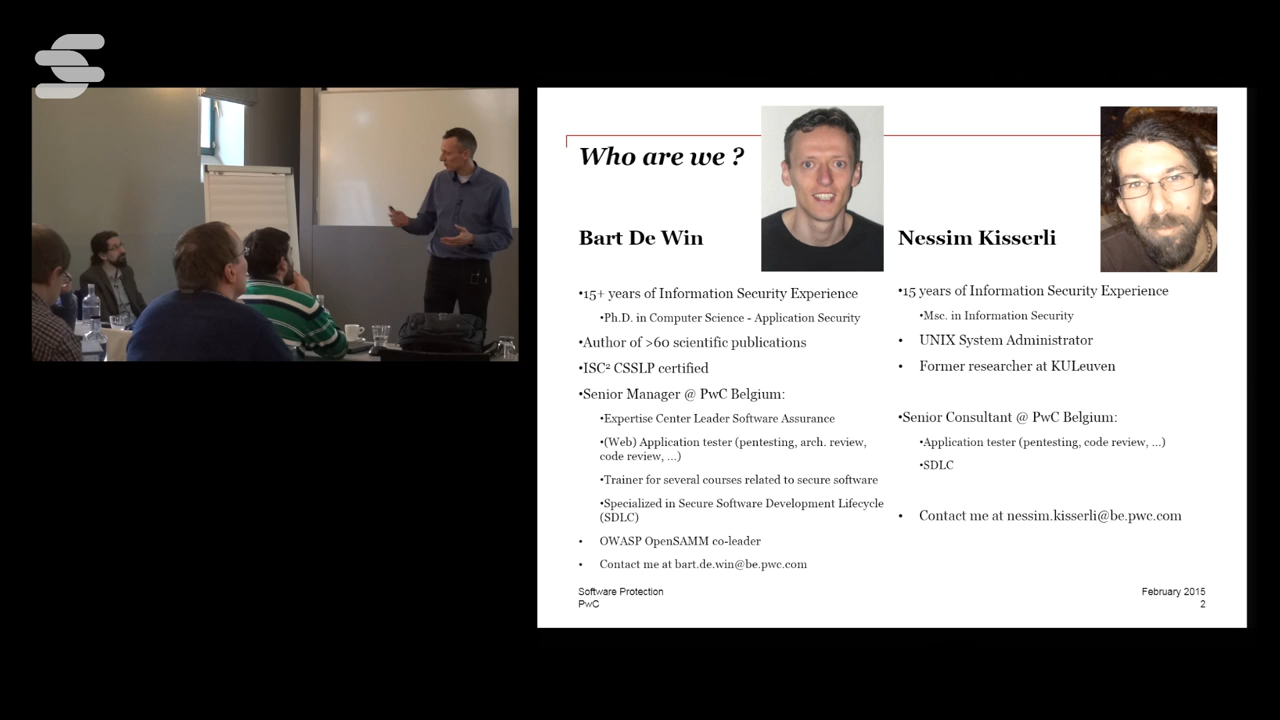 Who are we ?
Bart De Win
•15+ years of Information Security Experience
•Ph.D. in Computer Science - Application Security
•Author of >60 scientific publications
•ISC² CSSLP certified
•Senior Manager @ PwC Belgium:
•Expertise Center Leader Software Assurance
•(Web) Application tester (pentesting, arch. review,
code review, ...)
•Trainer for several courses related to secure software
•Specialized in Secure Software Development Lifecycle
(SDLC)
• OWASP OpenSAMM co-leader
• Contact me at bart.de.win@be.pwc.com
Nessim Kisserli
•15 years of Information Security Experience
•Msc. in Information Security
• UNIX System Administrator
• Former researcher at KULeuven
•Senior Consultant @ PwC Belgium:
•Application tester (pentesting, code review, ...)
•SDLC
• Contact me at nessim.kisserli@be.pwc.com
Software Protection
PwC
February 2015
2